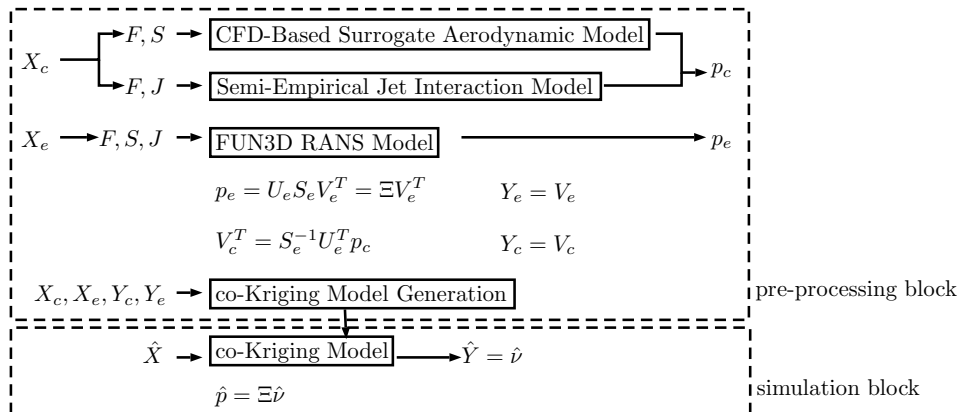 X_c F, S CFD-Based Surrogate Aerodynamic Model
F, J Semi-Empirical Jet Interaction Model p_c
X_e F, S, J FUN3D RANS Model p_e
p_e = U_e S_e V_e^T = ΞV_e^T Y_e = V_e
V_c^T = S_e^{-1} U_e^T p_c Y_c = V_c
X_c, X_e, Y_c, Y_e co-Kriging Model Generation
pre-processing block
X̂ co-Kriging Model Ŷ = ν̂
p̂ = Ξν̂
simulation block